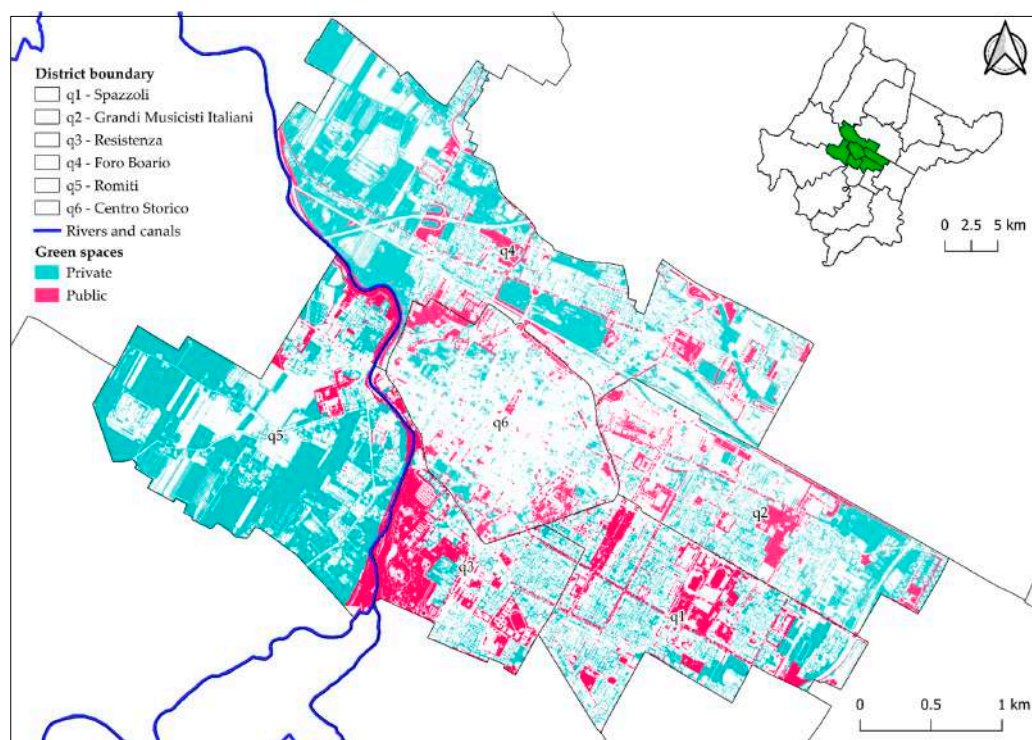 District boundary
q1 - Spazzoli
q2 - Grandi Musicisti Italiani
q3 - Resistenza
q4 - Foro Boario
q5 - Romiti
q6 - Centro Storico
Rivers and canals
Green spaces
Private
Public
0 2.5 5 km
q4
q5
q6
q2
q3
q1
0 0.5 1 km